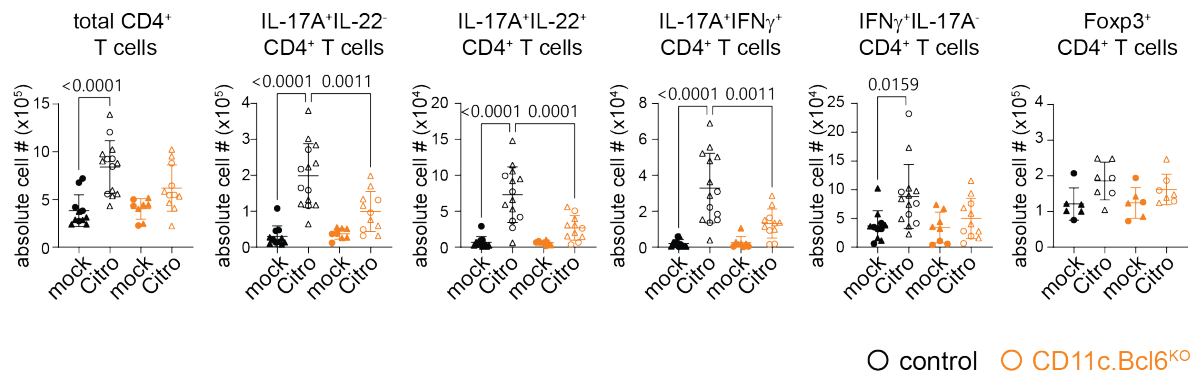 total CD4⁺
T cells
absolute cell # (x10⁵)
15
10
5
0
<0.0001
mock
Citro
mock
Citro
IL-17A⁺IL-22⁻
CD4⁺ T cells
absolute cell # (x10⁵)
4
3
2
1
0
<0.0001
0.0011
mock
Citro
mock
Citro
IL-17A⁺IL-22⁺
CD4⁺ T cells
absolute cell # (x10⁴)
20
15
10
5
0
<0.0001
0.0001
mock
Citro
mock
Citro
IL-17A⁺IFNγ⁺
CD4⁺ T cells
absolute cell # (x10⁴)
8
6
4
2
0
<0.0001
0.0011
mock
Citro
mock
Citro
IFNγ⁺IL-17A⁻
CD4⁺ T cells
absolute cell # (x10⁴)
25
20
15
10
5
0
0.0159
mock
Citro
mock
Citro
Foxp3⁺
CD4⁺ T cells
absolute cell # (x10⁵)
4
3
2
1
0
mock
Citro
mock
Citro
control
CD11c.Bcl6ᴷᴼ